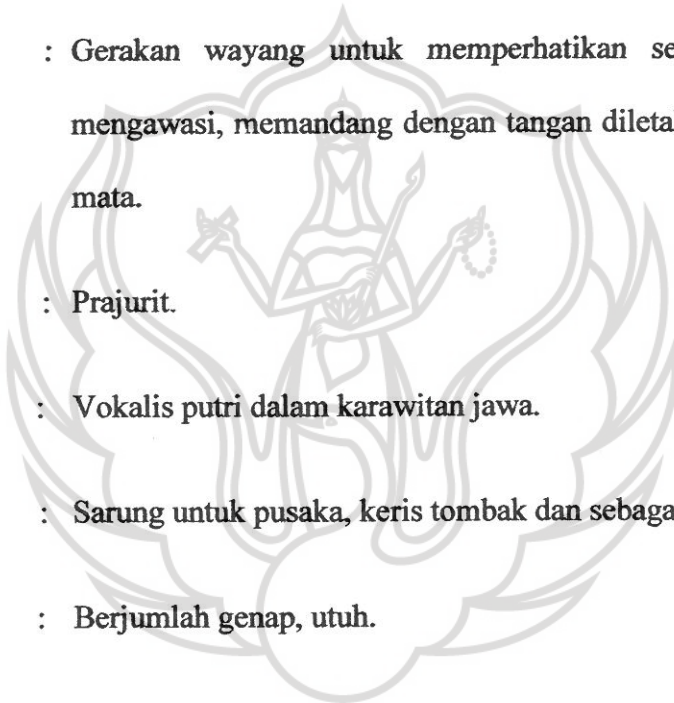 : Gerakan wayang untuk memperhatikan se
mengawasi, memandang dengan tangan dileta
mata.
: Prajurit.
: Vokalis putri dalam karawitan jawa.
: Sarung untuk pusaka, keris tombak dan sebaga
: Berjumlah genap, utuh.